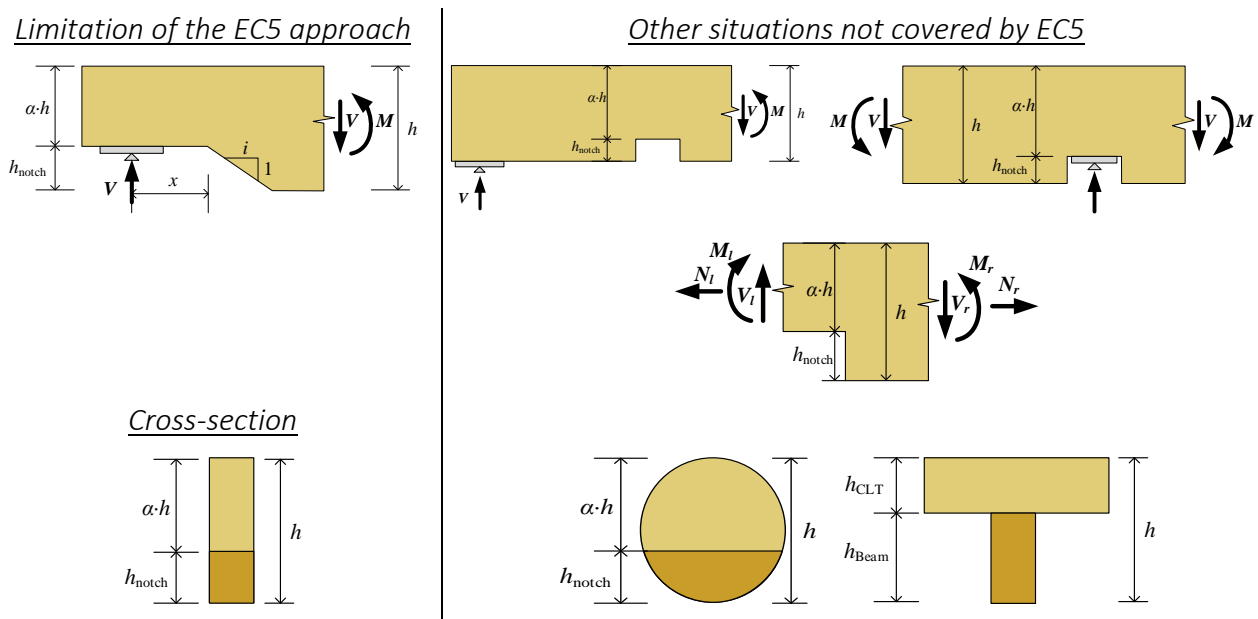 Limitation of the EC5 approach
α·h
h_notch
V
x
i
1
V
M
h
Cross-section
α·h
h_notch
h
Other situations not covered by EC5
α·h
h_notch
V
V
M
h
M
V
h
α·h
h_notch
V
M
M_l
N_l
V_l
α·h
h_notch
h
M_r
V_r
N_r
α·h
h_notch
h
h_CLT
h_Beam
h